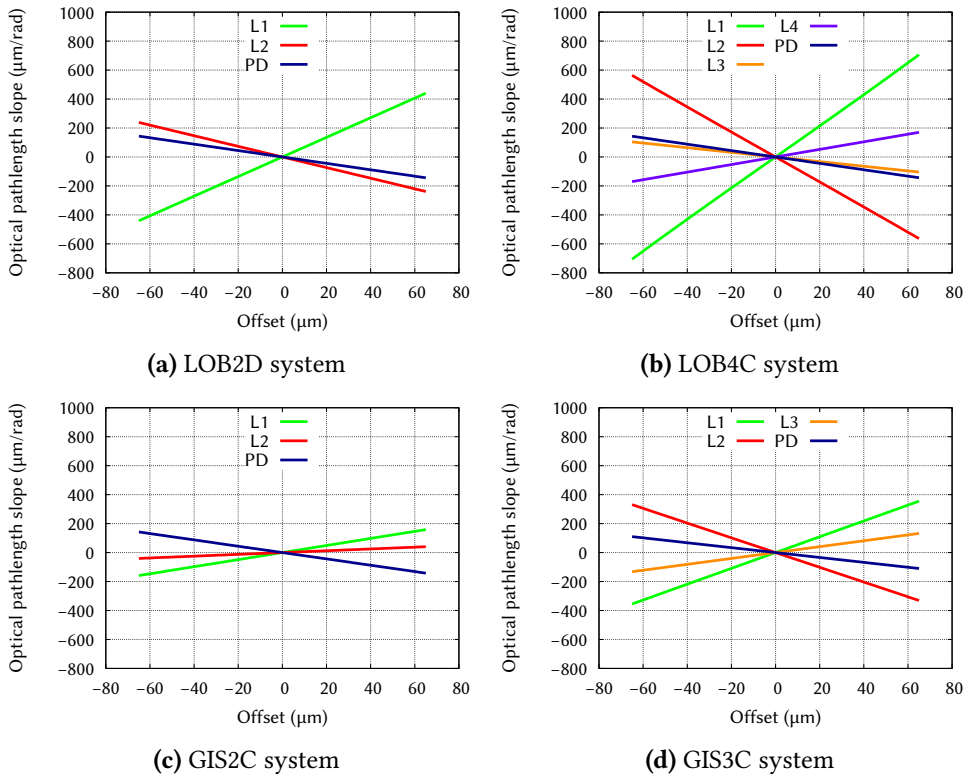 Optical pathlength slope (µm/rad)
1000
800
600
400
200
0
−200
−400
−600
−800
L1
L2
PD
−80 −60 −40 −20 0 20 40 60 80
Offset (µm)
(a) LOB2D system
Optical pathlength slope (µm/rad)
1000
800
600
400
200
0
−200
−400
−600
−800
L1 L4
L2 PD
L3
−80 −60 −40 −20 0 20 40 60 80
Offset (µm)
(b) LOB4C system
Optical pathlength slope (µm/rad)
1000
800
600
400
200
0
−200
−400
−600
−800
L1
L2
PD
−80 −60 −40 −20 0 20 40 60 80
Offset (µm)
(c) GIS2C system
Optical pathlength slope (µm/rad)
1000
800
600
400
200
0
−200
−400
−600
−800
L1 L3
L2 PD
−80 −60 −40 −20 0 20 40 60 80
Offset (µm)
(d) GIS3C system